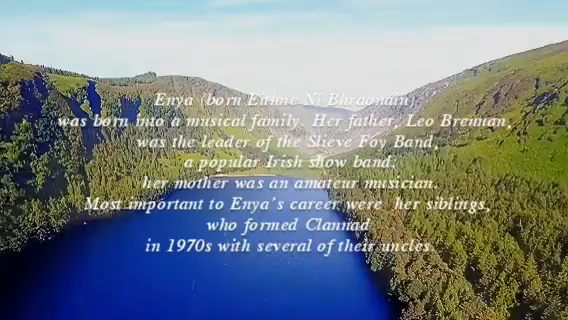 Enya (born Eithne Ní Bhraonáin)
was born into a musical family. Her father, Leo Brennan,
was the leader of the Slieve Foy Band,
a popular Irish show band.
her mother was an amateur musician.
Most important to Enya's career were her siblings,
who formed Clannad
in 1970s with several of their uncles.